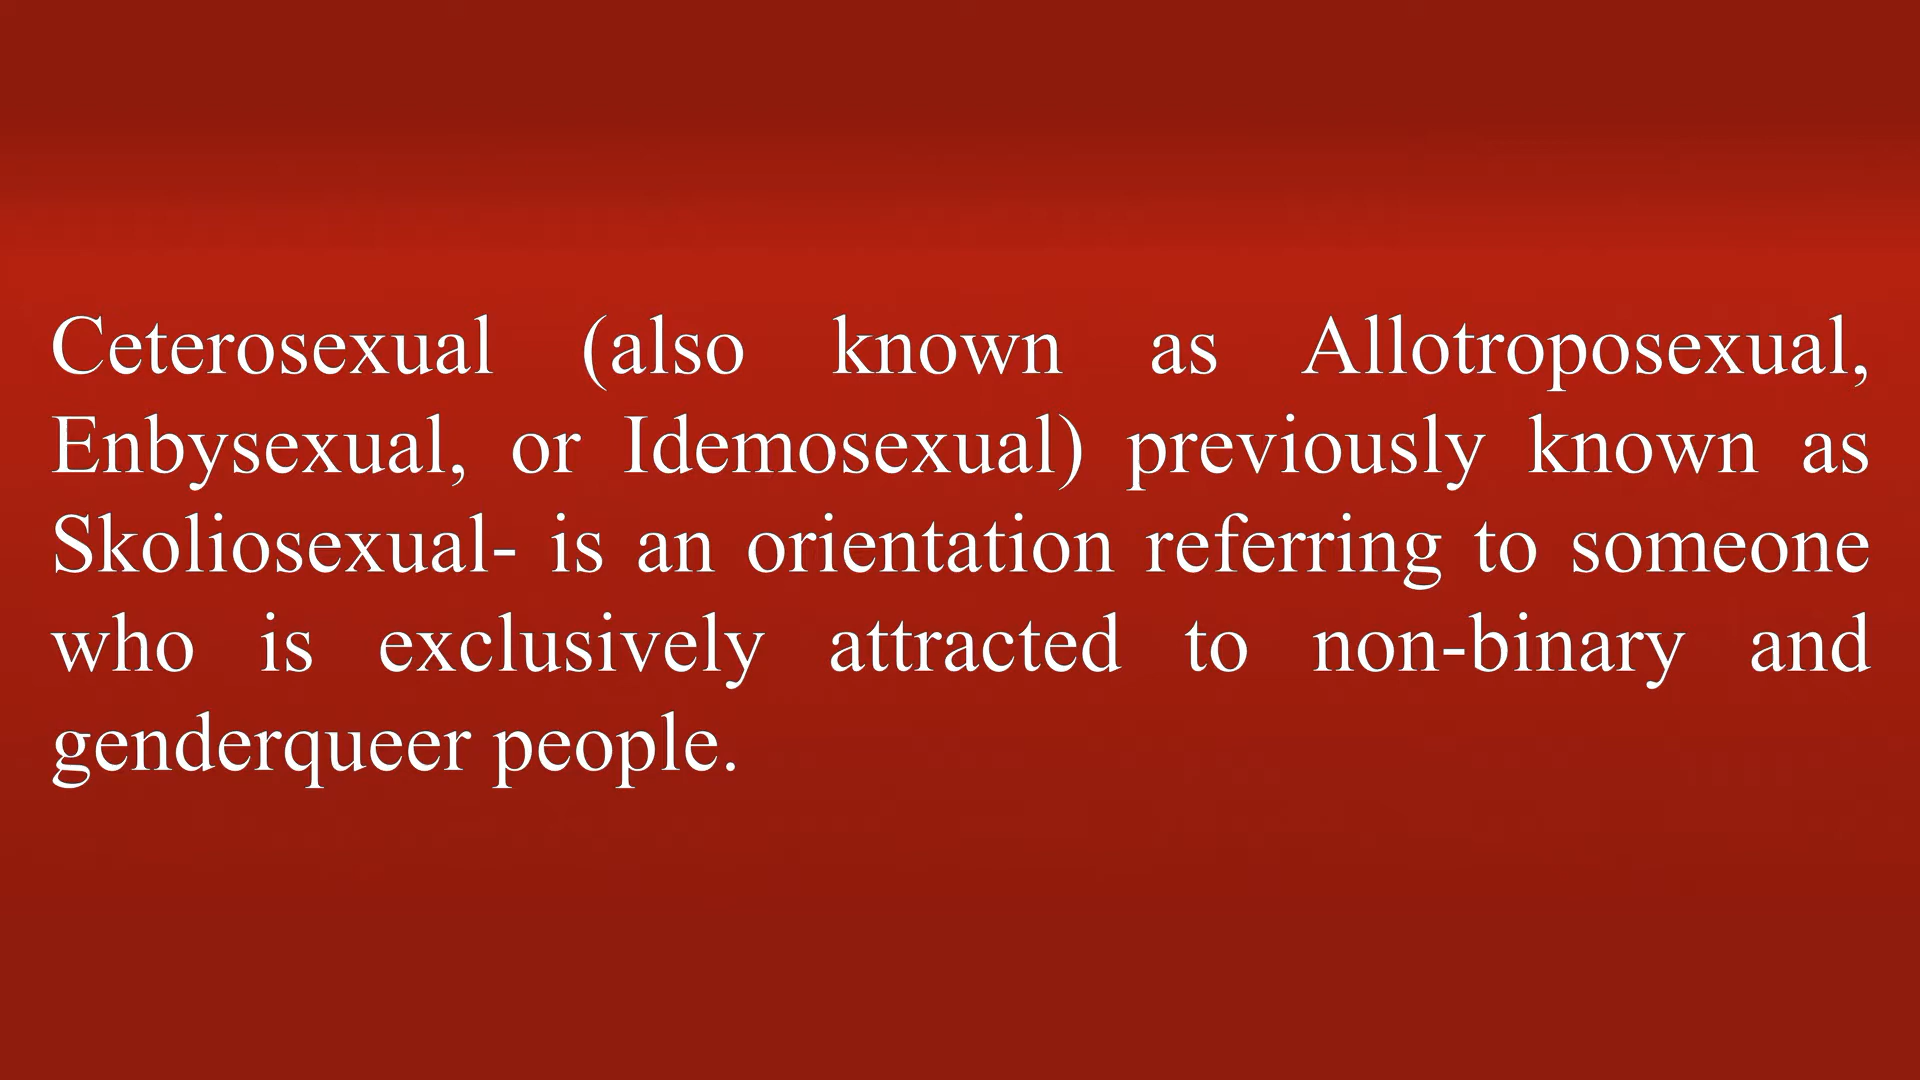 Ceterosexual (also known as Allotroposexual,
Enbysexual, or Idemosexual) previously known as
Skoliosexual- is an orientation referring to someone
who is exclusively attracted to non-binary and
genderqueer people.